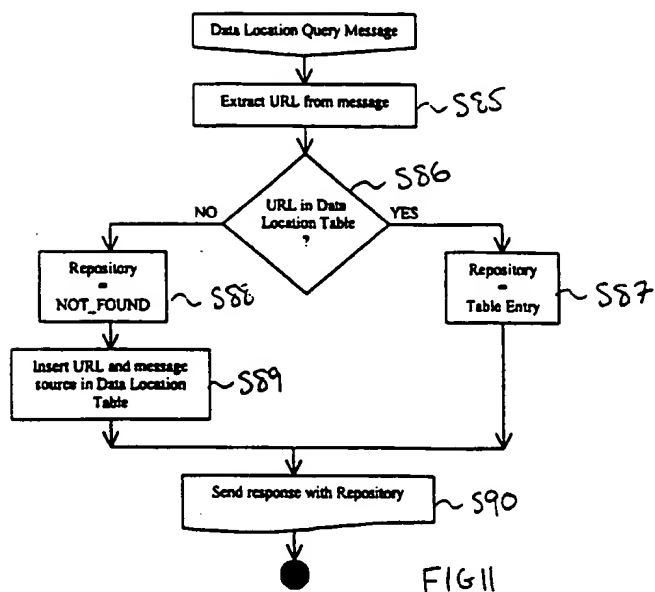 Data Location Query Message
Extract URL from message
S85
S86
URL in Data
Location Table
?
NO
YES
Repository
=
NOT_FOUND
S88
Repository
=
Table Entry
S87
Insert URL and message
source in Data Location
Table
S89
Send response with Repository
S90
FIG11